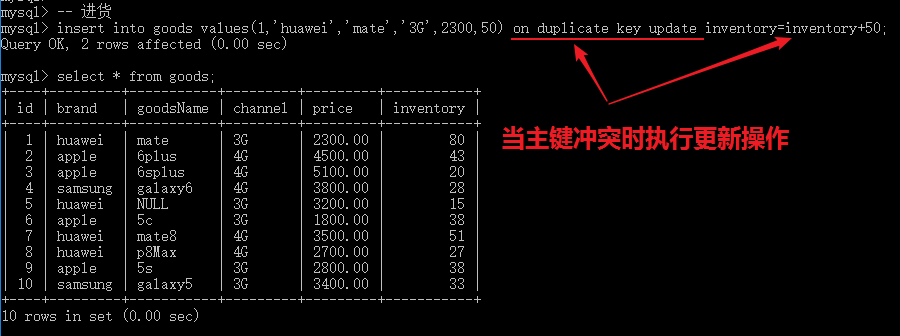 mysql> -- 进货
mysql> insert into goods values(1,'huawei','mate','3G',2300,50) on duplicate key update inventory=inventory+50;
Query OK, 2 rows affected (0.00 sec)
mysql> select * from goods;
+----+---------+-----------+---------+---------+-----------+
| id | brand | goodsName | channel | price | inventory |
+----+---------+-----------+---------+---------+-----------+
| 1 | huawei | mate | 3G | 2300.00 | 80 |
| 2 | apple | 6plus | 4G | 4500.00 | 43 |
| 3 | apple | 6splus | 4G | 5100.00 | 20 |
| 4 | samsung | galaxy6 | 4G | 3800.00 | 28 |
| 5 | huawei | NULL | 3G | 3200.00 | 15 |
| 6 | apple | 5c | 3G | 1800.00 | 38 |
| 7 | huawei | mate8 | 4G | 3500.00 | 51 |
| 8 | huawei | p8Max | 4G | 2700.00 | 27 |
| 9 | apple | 5s | 3G | 2800.00 | 38 |
| 10 | samsung | galaxy5 | 3G | 3400.00 | 33 |
+----+---------+-----------+---------+---------+-----------+
10 rows in set (0.00 sec)
当主键冲突时执行更新操作